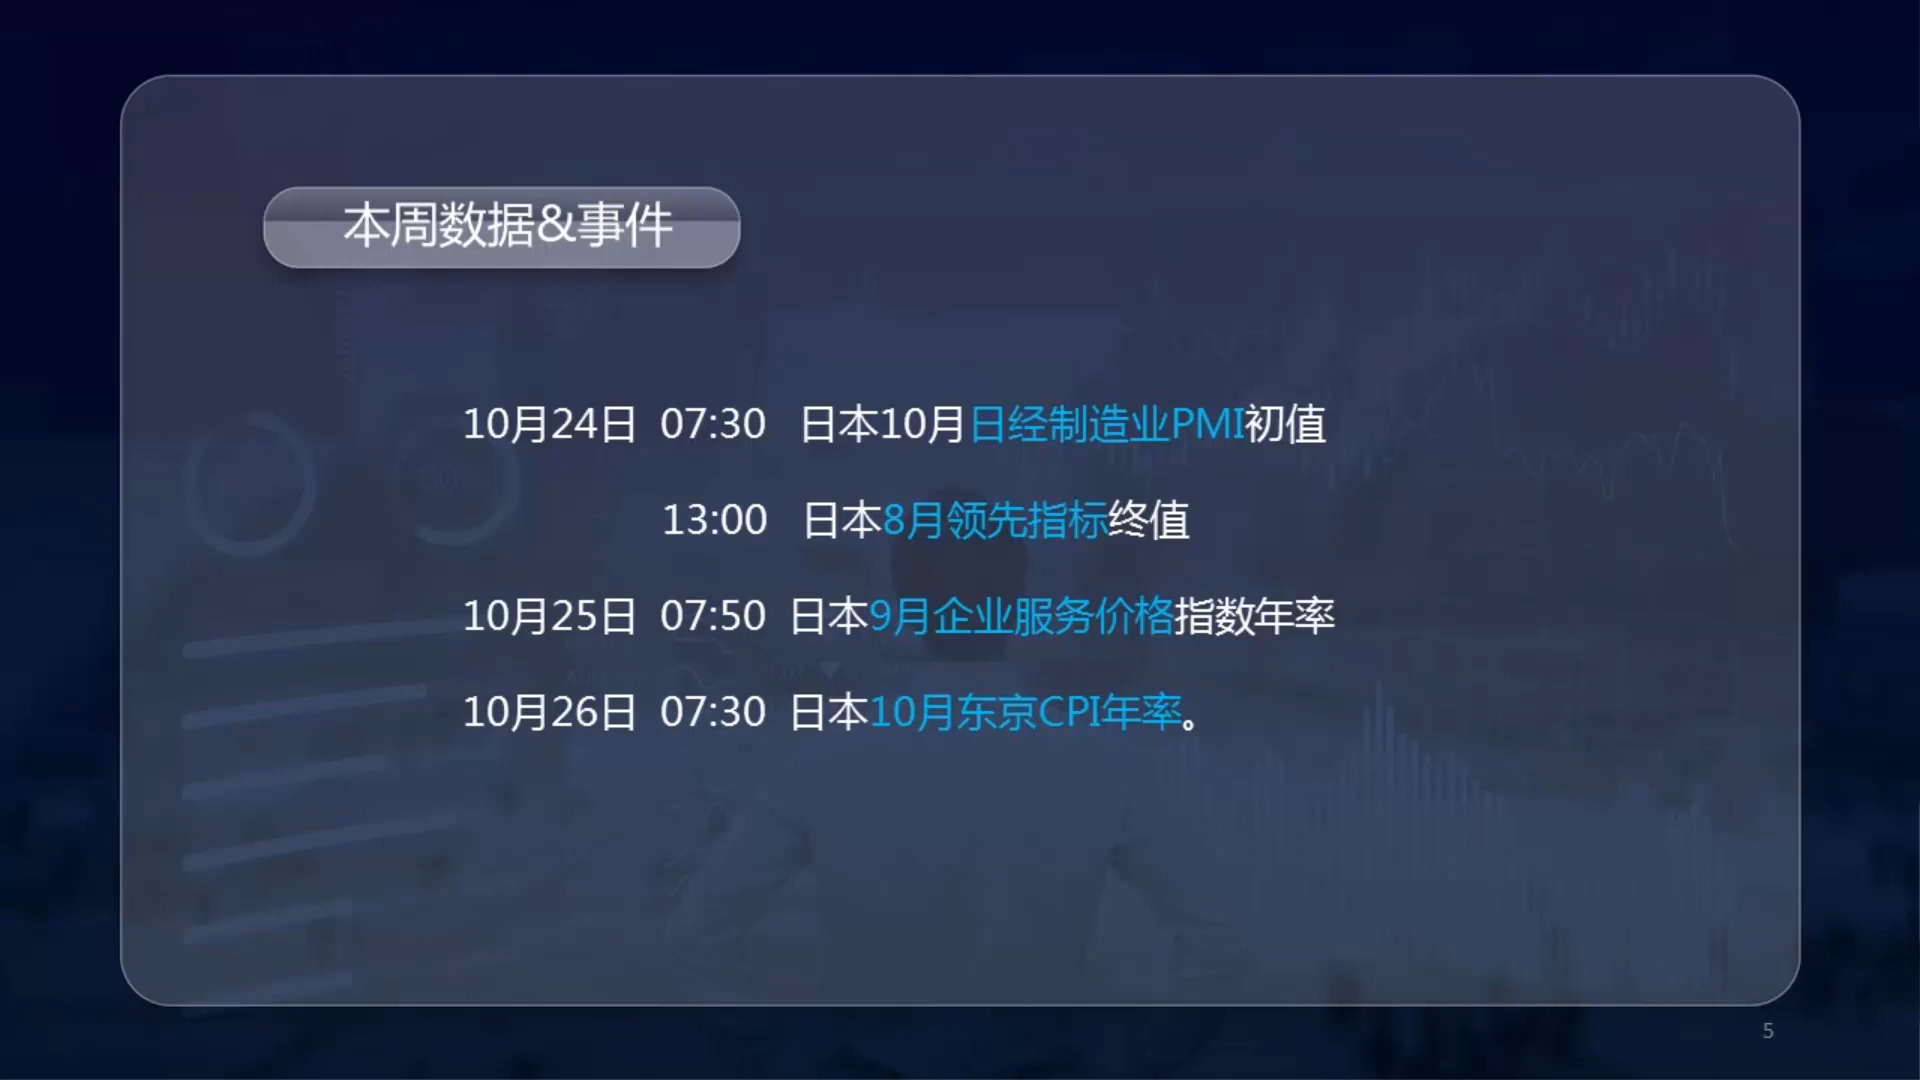 本周数据&事件
10月24日 07:30 日本10月日经制造业PMI初值
13:00 日本8月领先指标终值
10月25日 07:50 日本9月企业服务价格指数年率
10月26日 07:30 日本10月东京CPI年率。
5